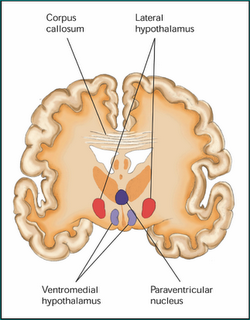 Corpus
callosum
Lateral
hypothalamus
Ventromedial
hypothalamus
Paraventricular
nucleus